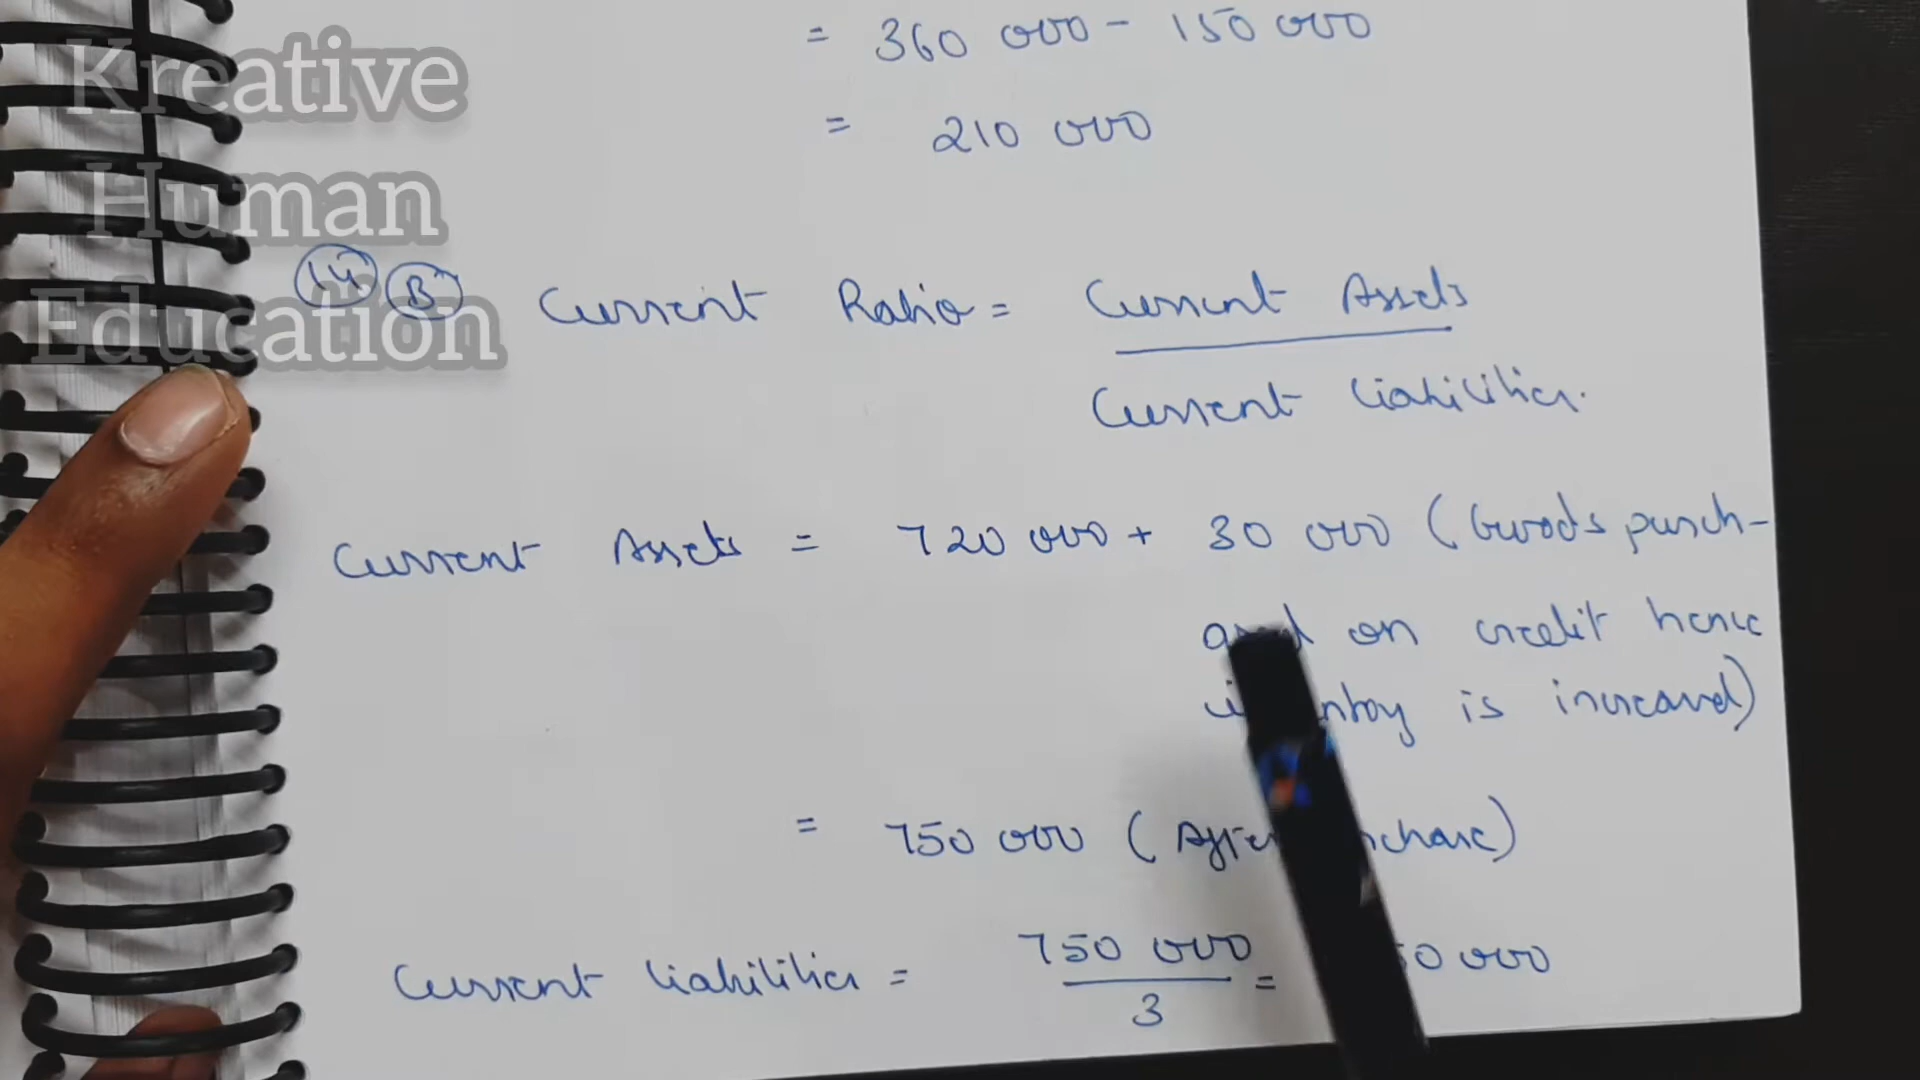 = 360 000 - 150 000
= 210 000
Kreative
Human
Education
14 B Current Ratio = Current Assets
Current Liabilities.
Current Assets = 720 000 + 30 000 (Goods purch-
on credit hence
is increased)
= 750 000 (After
Current liabilities = 750 000
3 =